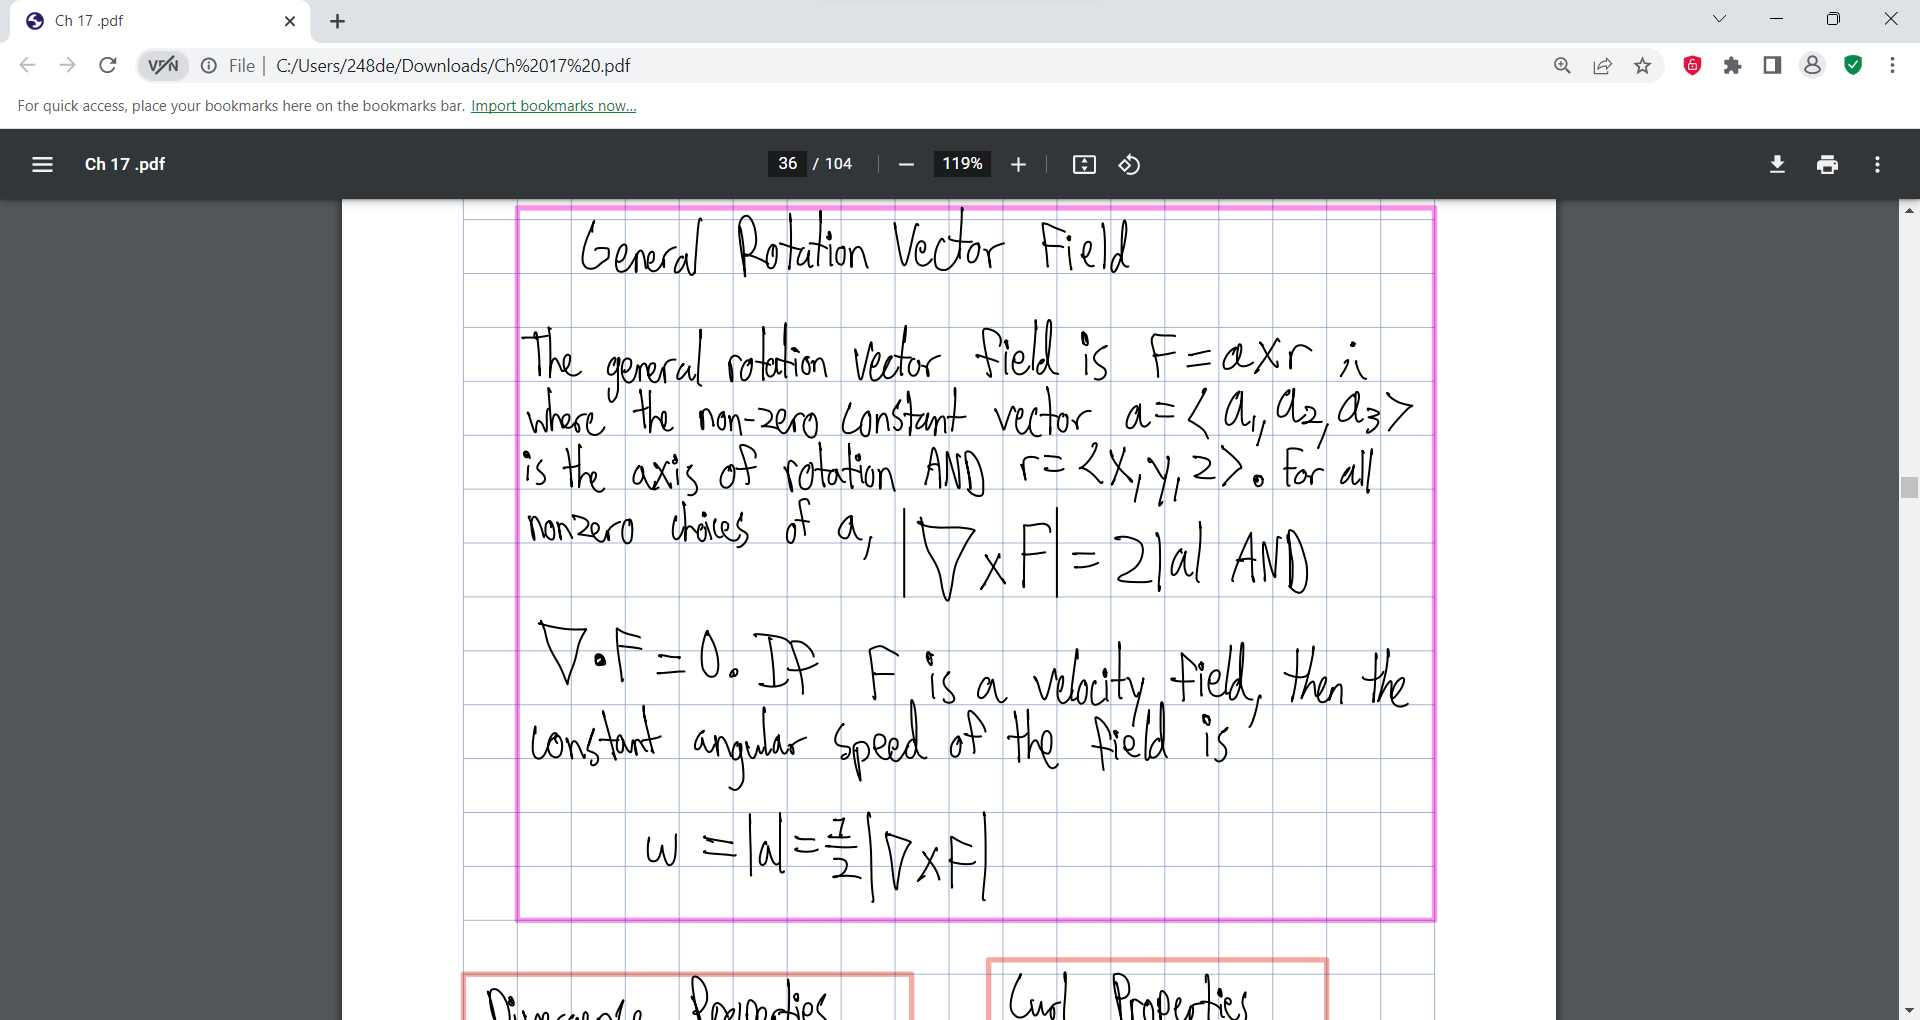 Ch 17 .pdf
VPN File C:/Users/248de/Downloads/Ch%2017%20.pdf
For quick access, place your bookmarks here on the bookmarks bar. Import bookmarks now...
Ch 17 .pdf 36 / 104 119%
General Rotation Vector Field
The general rotation vector field is F = a×r ;
where the non-zero constant vector a=⟨a₁, a₂, a₃⟩
is the axis of rotation AND r=⟨x, y, z⟩. For all
nonzero choices of a, |∇×F| = 2|a| AND
∇·F = 0. If F is a velocity field, then the
constant angular speed of the field is
w = |a| = 1/2 |∇×F|
Divergence Properties Curl Properties